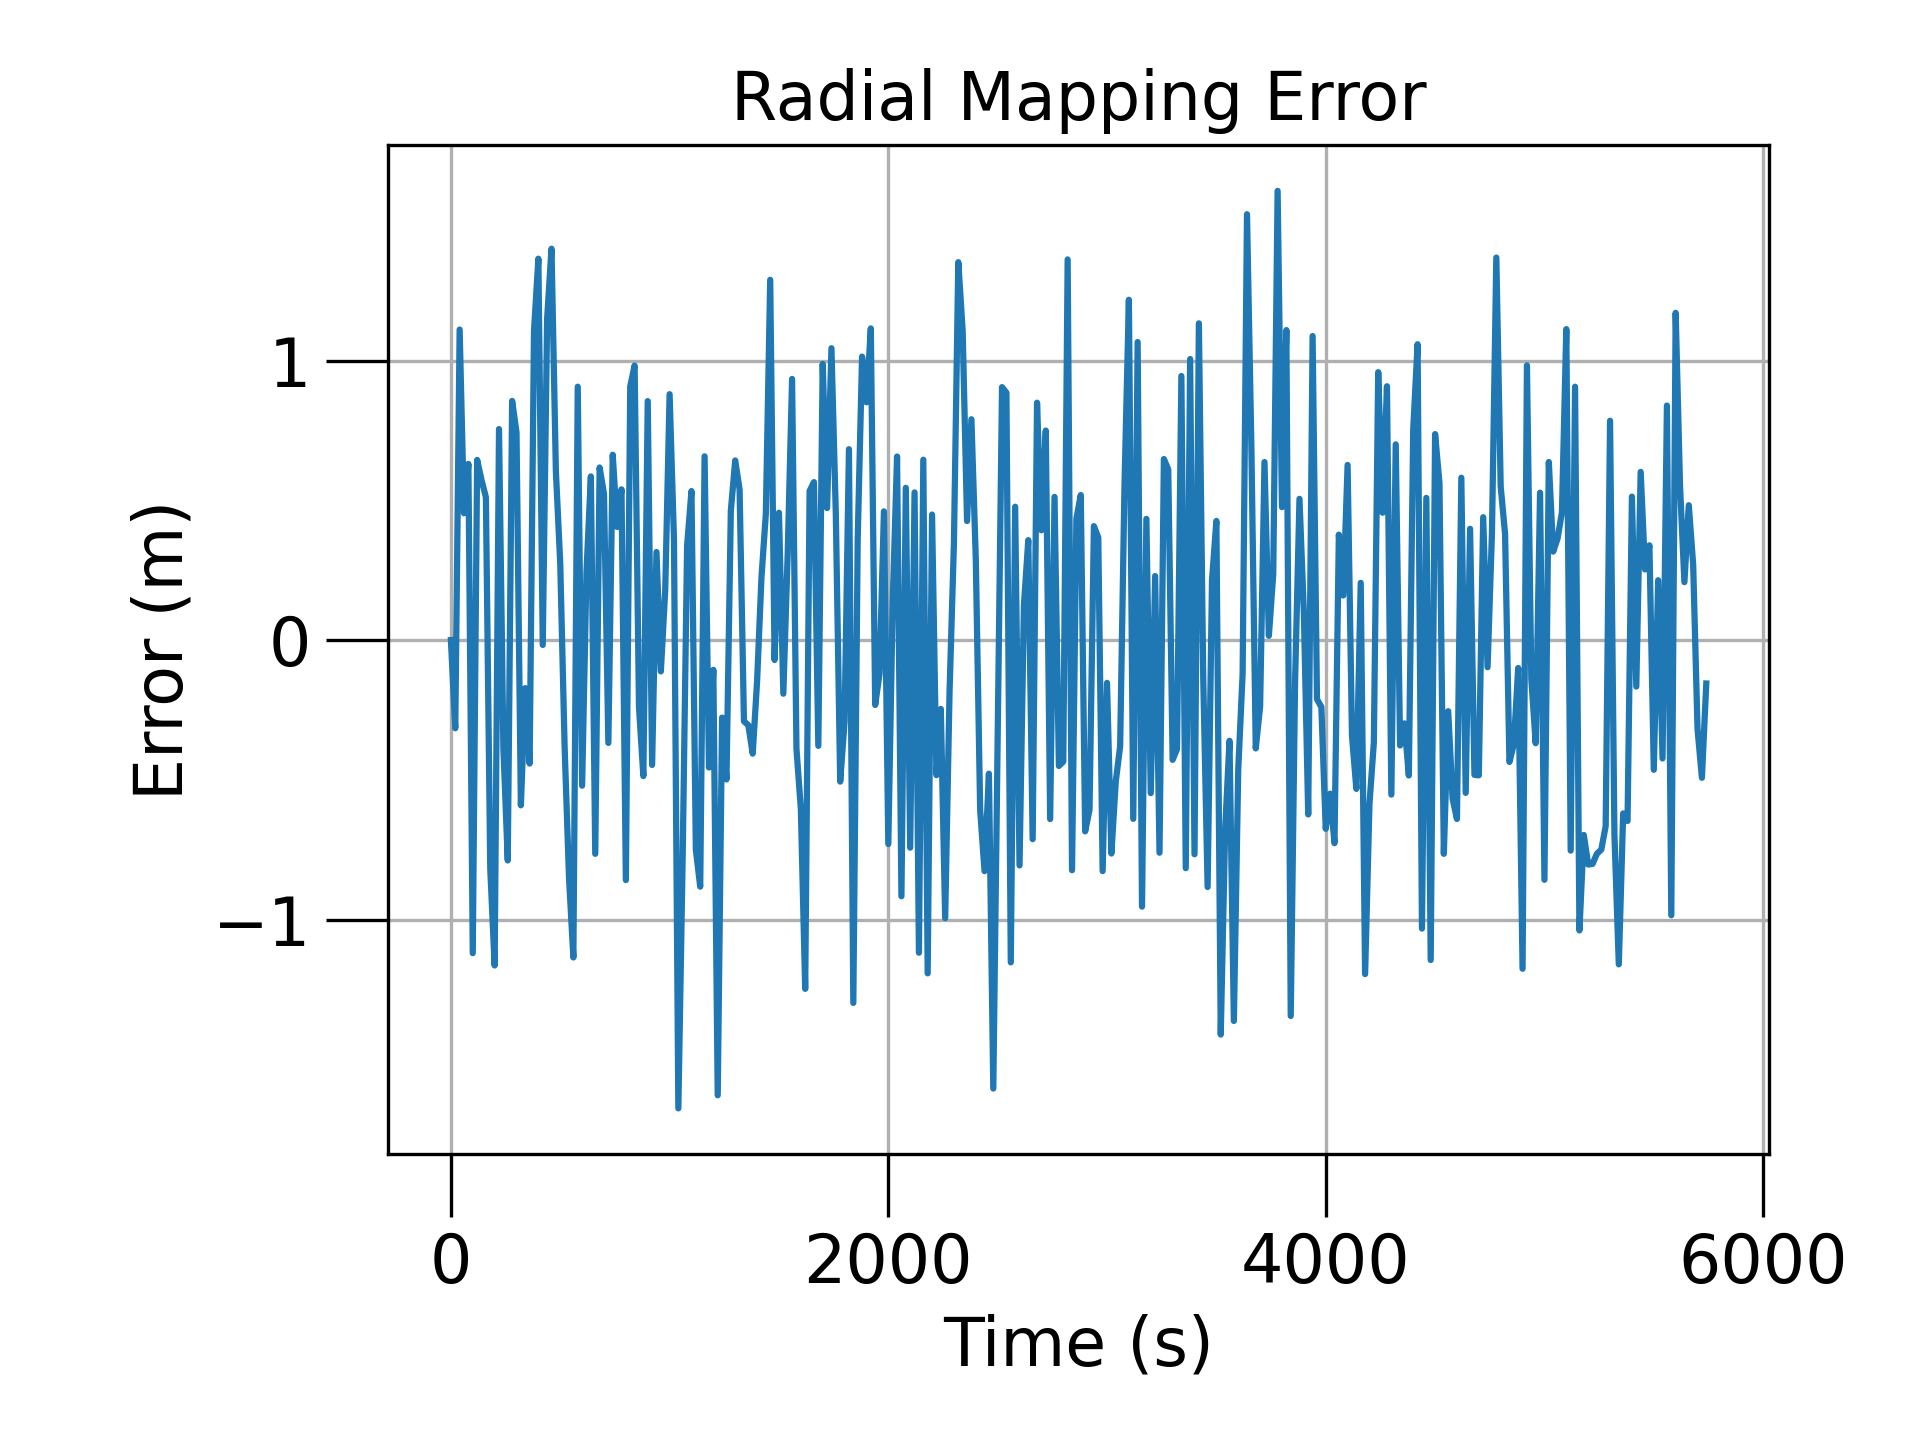 Radial Mapping Error
Error (m)
1
0
−1
0 2000 4000 6000
Time (s)